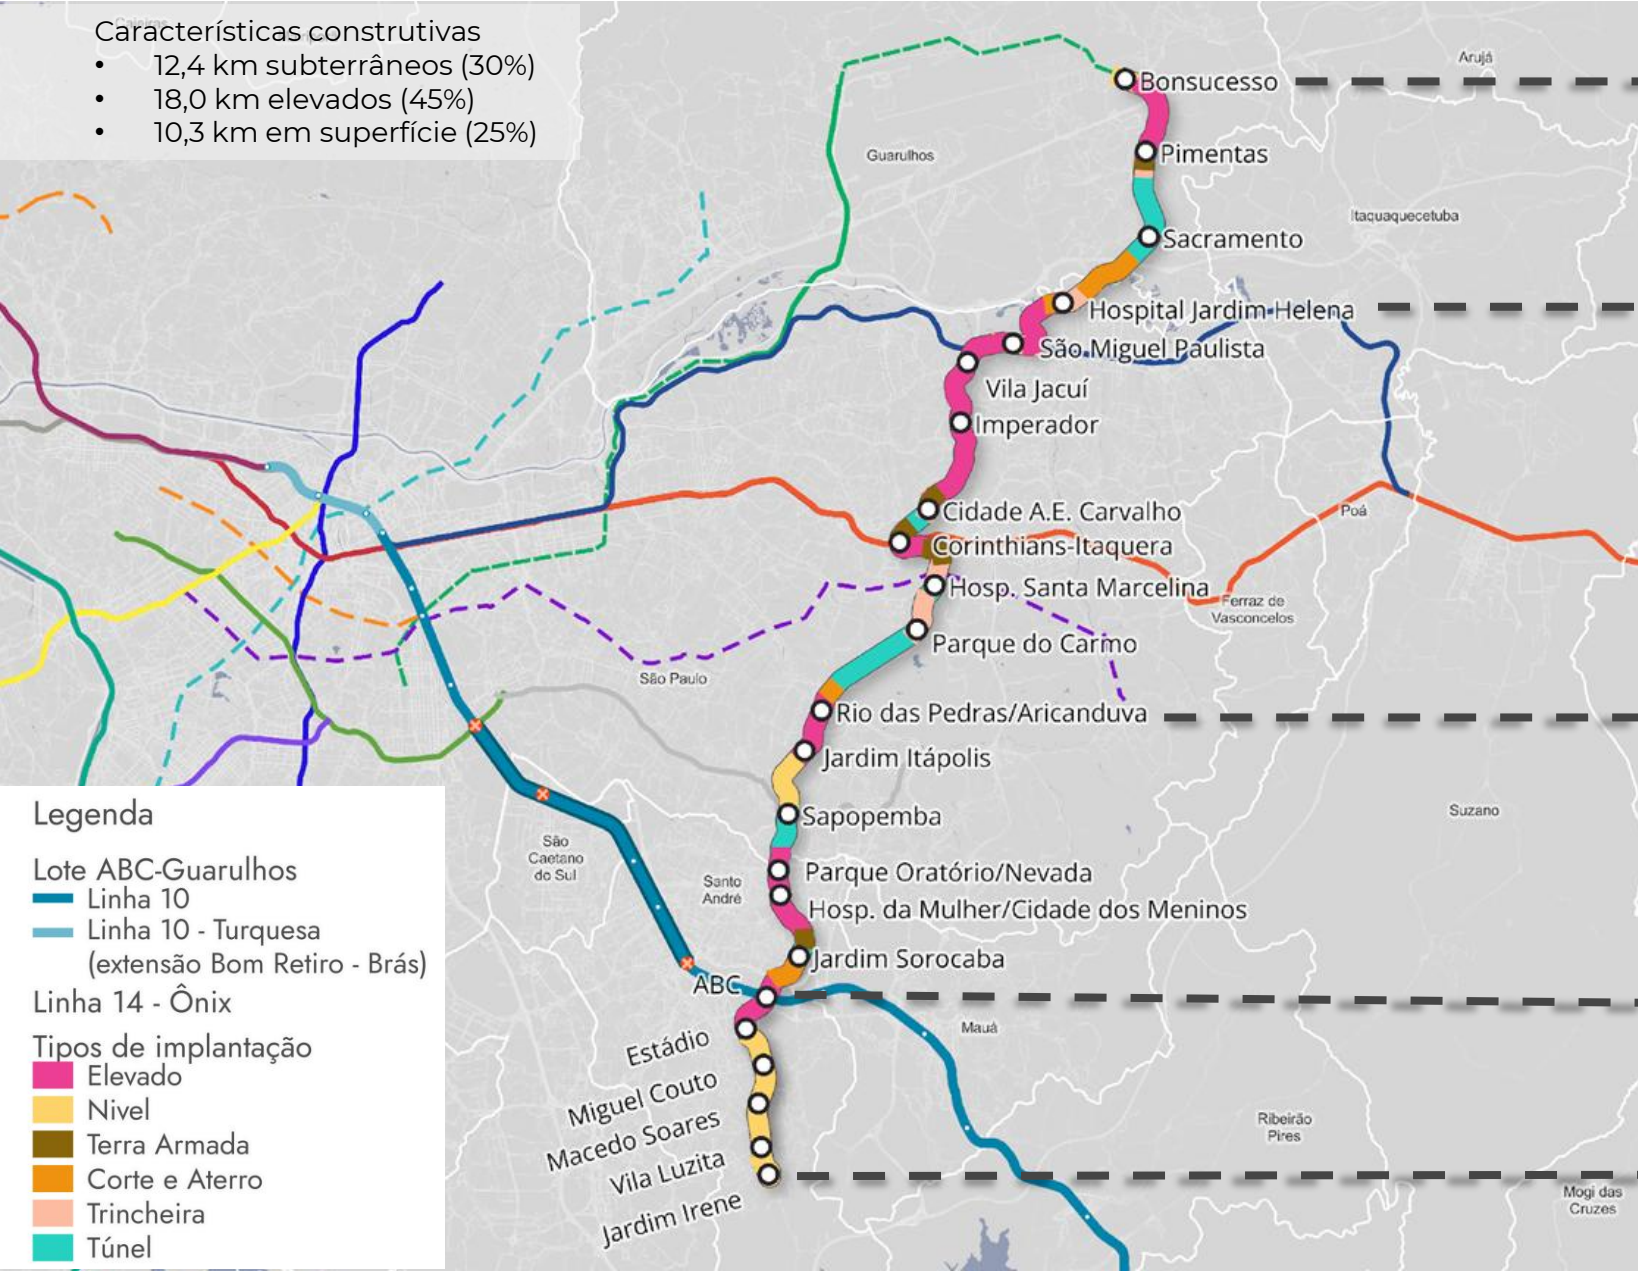 Características construtivas
• 12,4 km subterrâneos (30%)
• 18,0 km elevados (45%)
• 10,3 km em superfície (25%)
Arujá
Bonsucesso
Guarulhos
Pimentas
Itaquaquecetuba
Sacramento
Hospital Jardim Helena
São Miguel Paulista
Vila Jacuí
Imperador
Cidade A.E. Carvalho
Poá
Corinthians-Itaquera
Hosp. Santa Marcelina
Ferraz de
Vasconcelos
Parque do Carmo
São Paulo
Rio das Pedras/Aricanduva
Jardim Itápolis
Sapopemba
Suzano
São
Caetano
do Sul
Santo
André
Parque Oratório/Nevada
Hosp. da Mulher/Cidade dos Meninos
Jardim Sorocaba
ABC
Mauá
Estádio
Miguel Couto
Macedo Soares
Vila Luzita
Jardim Irene
Ribeirão
Pires
Mogi das
Cruzes
Legenda
Lote ABC-Guarulhos
Linha 10
Linha 10 - Turquesa
(extensão Bom Retiro - Brás)
Linha 14 - Ônix
Tipos de implantação
Elevado
Nivel
Terra Armada
Corte e Aterro
Trincheira
Túnel